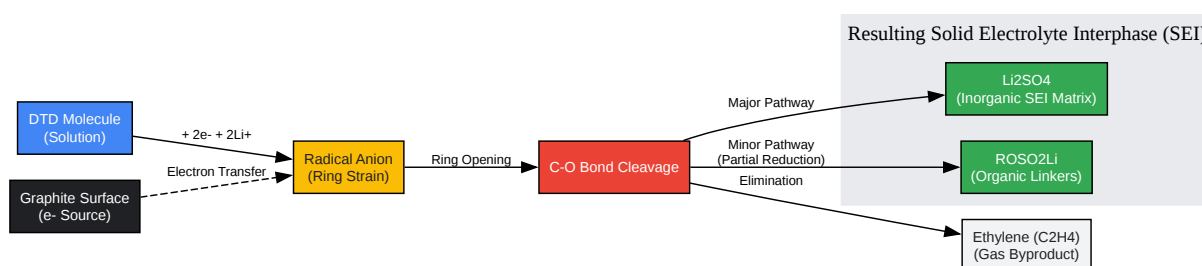 Resulting Solid Electrolyte Interphase (SEI)
Li2SO4
(Inorganic SEI Matrix)
Major Pathway
DTD Molecule
(Solution)
+ 2e- + 2Li+
Minor Pathway
(Partial Reduction)
ROSO2Li
(Organic Linkers)
Radical Anion
(Ring Strain)
Ring Opening
C-O Bond Cleavage
Electron Transfer
Elimination
Graphite Surface
(e- Source)
Ethylene (C2H4)
(Gas Byproduct)